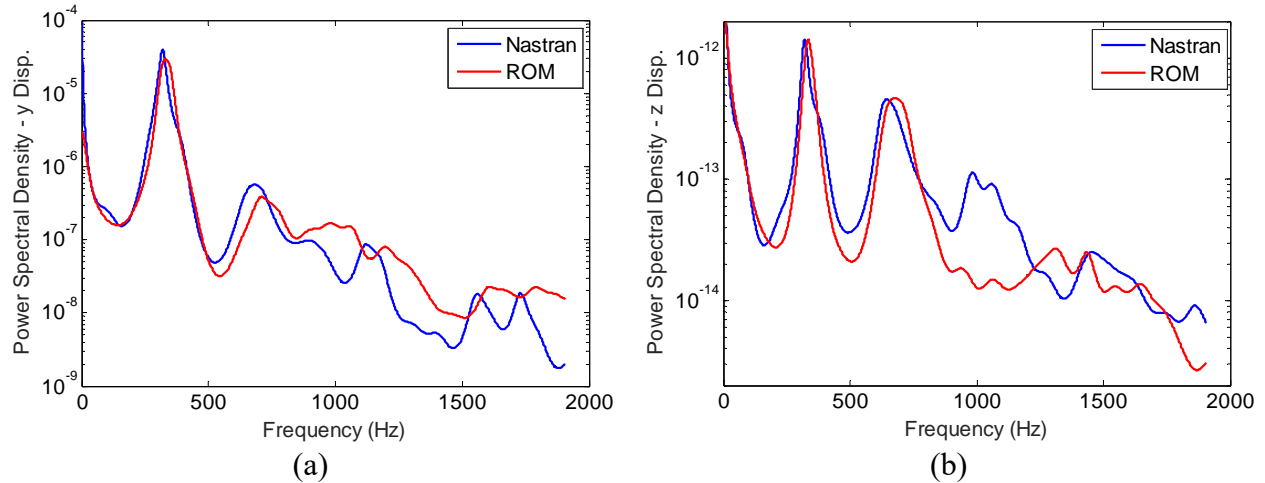 Power Spectral Density - y Disp.
10^-4
10^-5
10^-6
10^-7
10^-8
10^-9
0
500
1000
1500
2000
Frequency (Hz)
Nastran
ROM
(a)
Power Spectral Density - z Disp.
10^-12
10^-13
10^-14
0
500
1000
1500
2000
Frequency (Hz)
Nastran
ROM
(b)